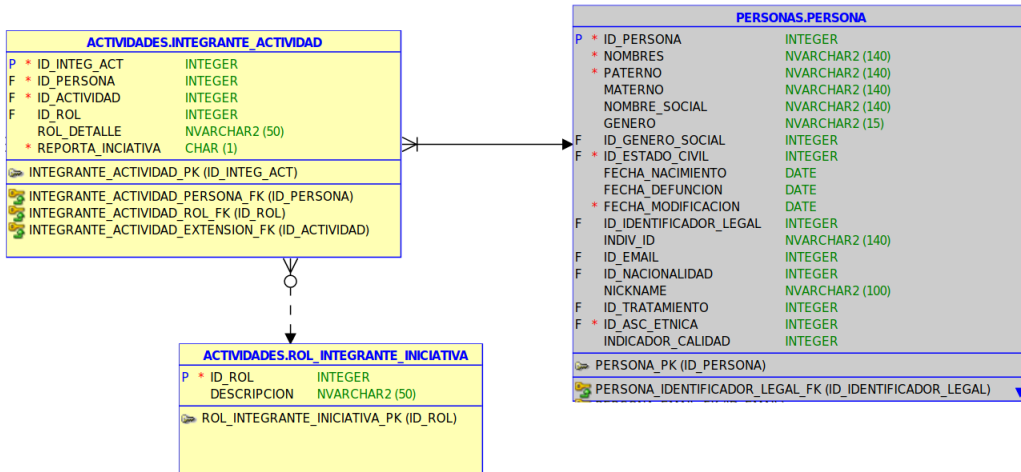 ACTIVIDADES.INTEGRANTE_ACTIVIDAD
P * ID_INTEG_ACT INTEGER
F * ID_PERSONA INTEGER
F * ID_ACTIVIDAD INTEGER
F ID_ROL INTEGER
ROL_DETALLE NVARCHAR2 (50)
* REPORTA_INCIATIVA CHAR (1)
INTEGRANTE_ACTIVIDAD_PK (ID_INTEG_ACT)
INTEGRANTE_ACTIVIDAD_PERSONA_FK (ID_PERSONA)
INTEGRANTE_ACTIVIDAD_ROL_FK (ID_ROL)
INTEGRANTE_ACTIVIDAD_EXTENSION_FK (ID_ACTIVIDAD)
PERSONAS.PERSONA
P * ID_PERSONA INTEGER
* NOMBRES NVARCHAR2 (140)
* PATERNO NVARCHAR2 (140)
MATERNO NVARCHAR2 (140)
NOMBRE_SOCIAL NVARCHAR2 (140)
GENERO NVARCHAR2 (15)
F ID_GENERO_SOCIAL INTEGER
F * ID_ESTADO_CIVIL INTEGER
FECHA_NACIMIENTO DATE
FECHA_DEFUNCION DATE
* FECHA_MODIFICACION DATE
F ID_IDENTIFICADOR_LEGAL INTEGER
INDIV_ID NVARCHAR2 (140)
F ID_EMAIL INTEGER
F ID_NACIONALIDAD INTEGER
NICKNAME NVARCHAR2 (100)
F ID_TRATAMIENTO INTEGER
F * ID_ASC_ETNICA INTEGER
INDICADOR_CALIDAD INTEGER
PERSONA_PK (ID_PERSONA)
PERSONA_IDENTIFICADOR_LEGAL_FK (ID_IDENTIFICADOR_LEGAL)
ACTIVIDADES.ROL_INTEGRANTE_INICIATIVA
P * ID_ROL INTEGER
DESCRIPCION NVARCHAR2 (50)
ROL_INTEGRANTE_INICIATIVA_PK (ID_ROL)